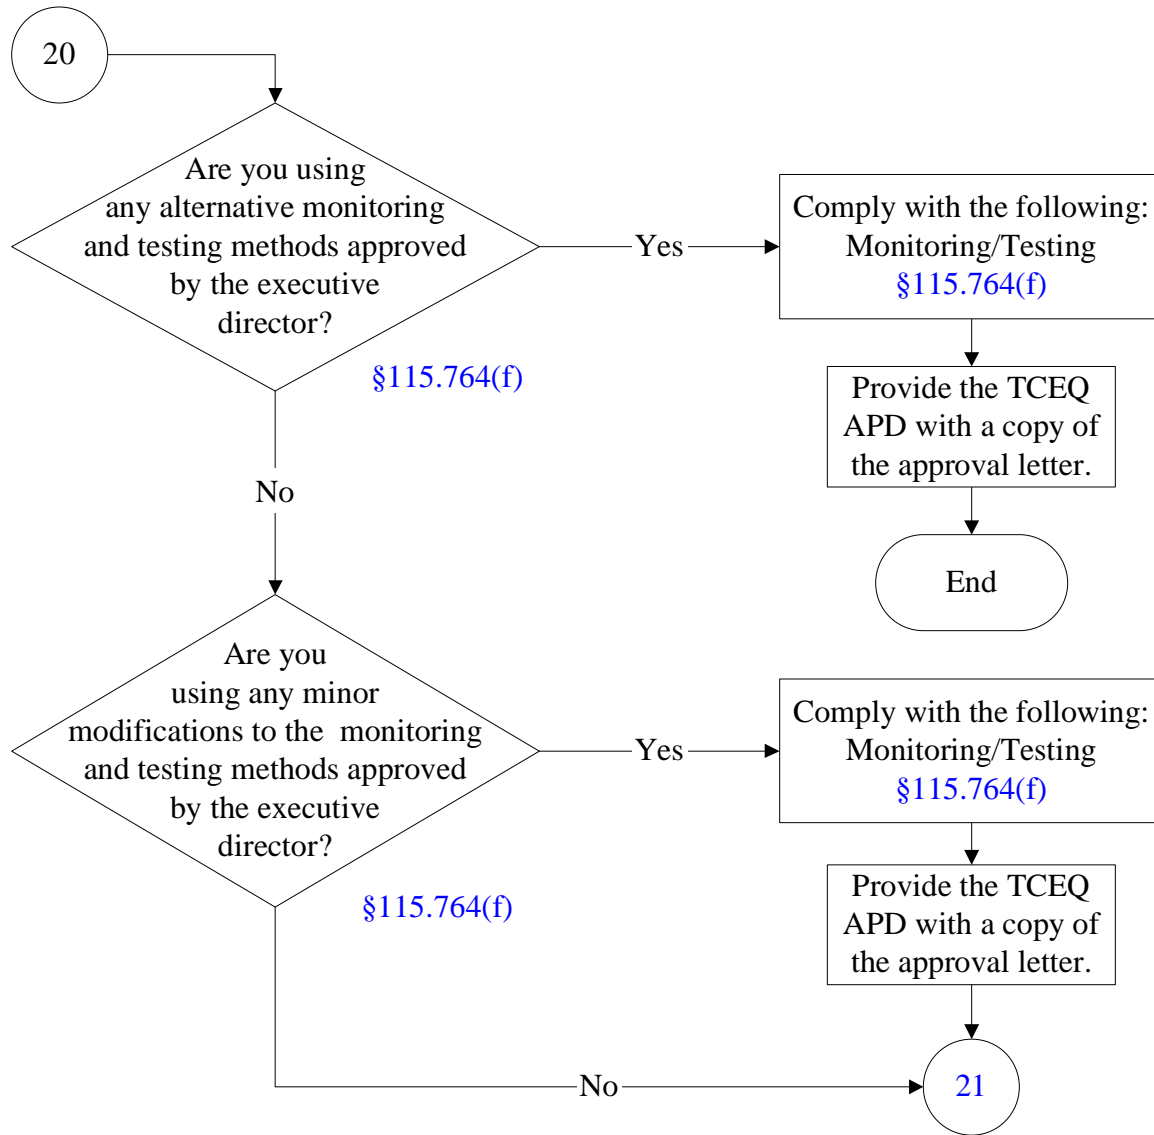 20
Are you using
any alternative monitoring
and testing methods approved
by the executive
director?
§115.764(f)
Yes
Comply with the following:
Monitoring/Testing
§115.764(f)
Provide the TCEQ
APD with a copy of
the approval letter.
End
No
Are you
using any minor
modifications to the  monitoring
and testing methods approved
by the executive
director?
§115.764(f)
Yes
Comply with the following:
Monitoring/Testing
§115.764(f)
Provide the TCEQ
APD with a copy of
the approval letter.
No
21